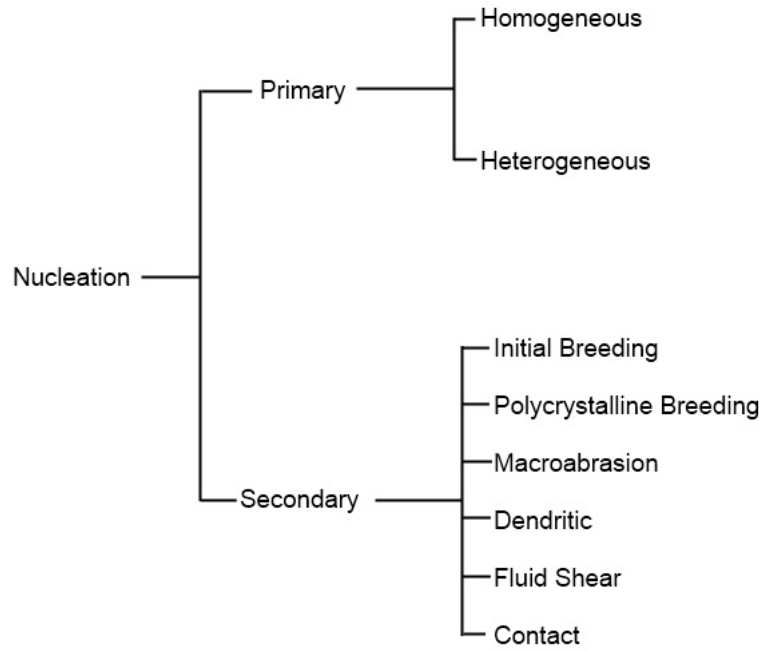 Homogeneous
Primary
Heterogeneous
Nucleation
Initial Breeding
Polycrystalline Breeding
Macroabrasion
Secondary
Dendritic
Fluid Shear
Contact